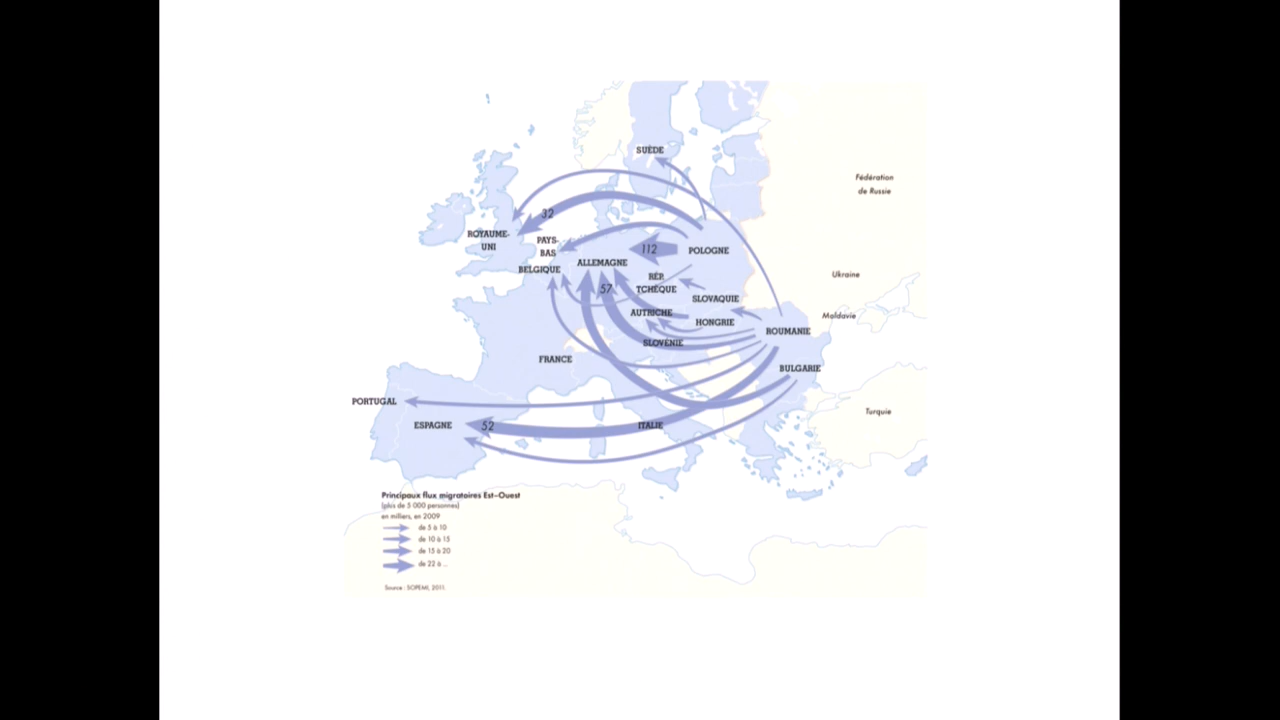 SUÈDE
Fédération
de Russie
32
ROYAUME-
UNI
PAYS-
BAS
112
POLOGNE
ALLEMAGNE
BELGIQUE
RÉP.
TCHÈQUE
Ukraine
57
SLOVAQUIE
AUTRICHE
HONGRIE
Moldavie
ROUMANIE
SLOVÉNIE
FRANCE
BULGARIE
PORTUGAL
Turquie
ESPAGNE
52
ITALIE
Principaux flux migratoires Est–Ouest
(plus de 5 000 personnes)
en milliers, en 2009
de 5 à 10
de 10 à 15
de 15 à 20
de 22 à ...
Source : SOPEMI, 2011.